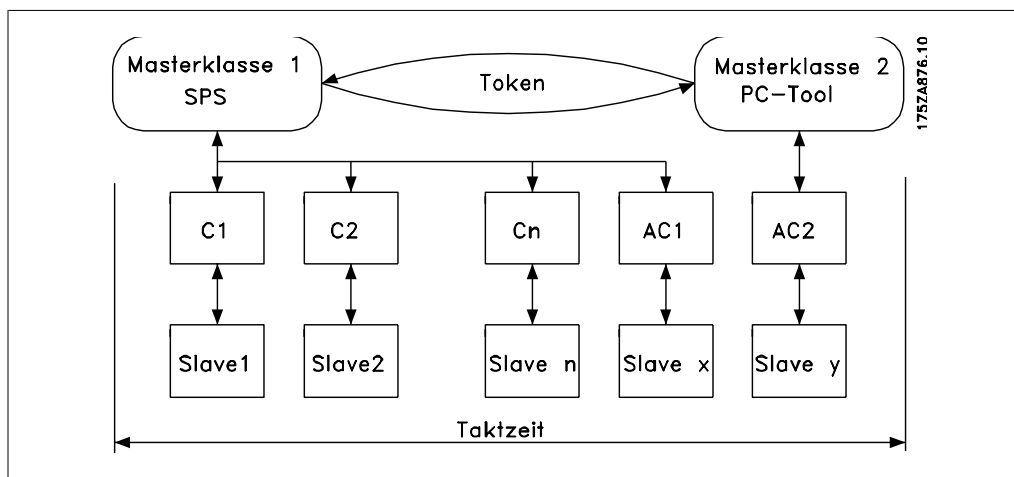 Masterklasse 1
SPS
Token
Masterklasse 2
PC-Tool
175ZA876.10
C1
C2
Cn
AC1
AC2
Slave1
Slave2
Slave n
Slave x
Slave y
Taktzeit